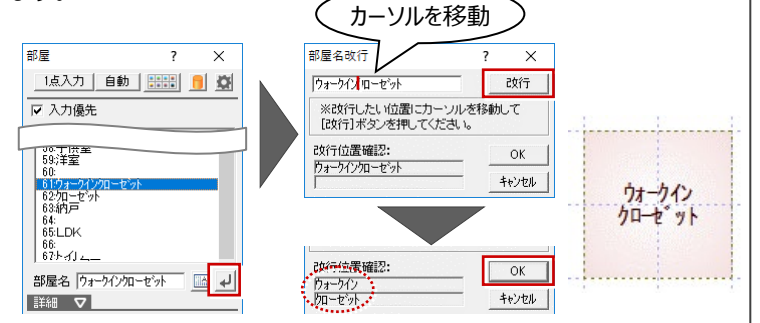 カーソルを移動
部屋
1点入力
自動
入力優先
59:洋室
60:
61:ウォークインクローゼット
62:クローゼット
63:納戸
64:
65:LDK
66:
部屋名
ウォークインクローゼット
詳細
部屋名改行
ウォークインクローゼット
改行
※改行したい位置にカーソルを移動して
[改行]ボタンを押してください。
改行位置確認:
ウォークインクローゼット
OK
キャンセル
改行位置確認:
ウォークイン
クローゼット
OK
キャンセル
ウォークイン
クローゼット